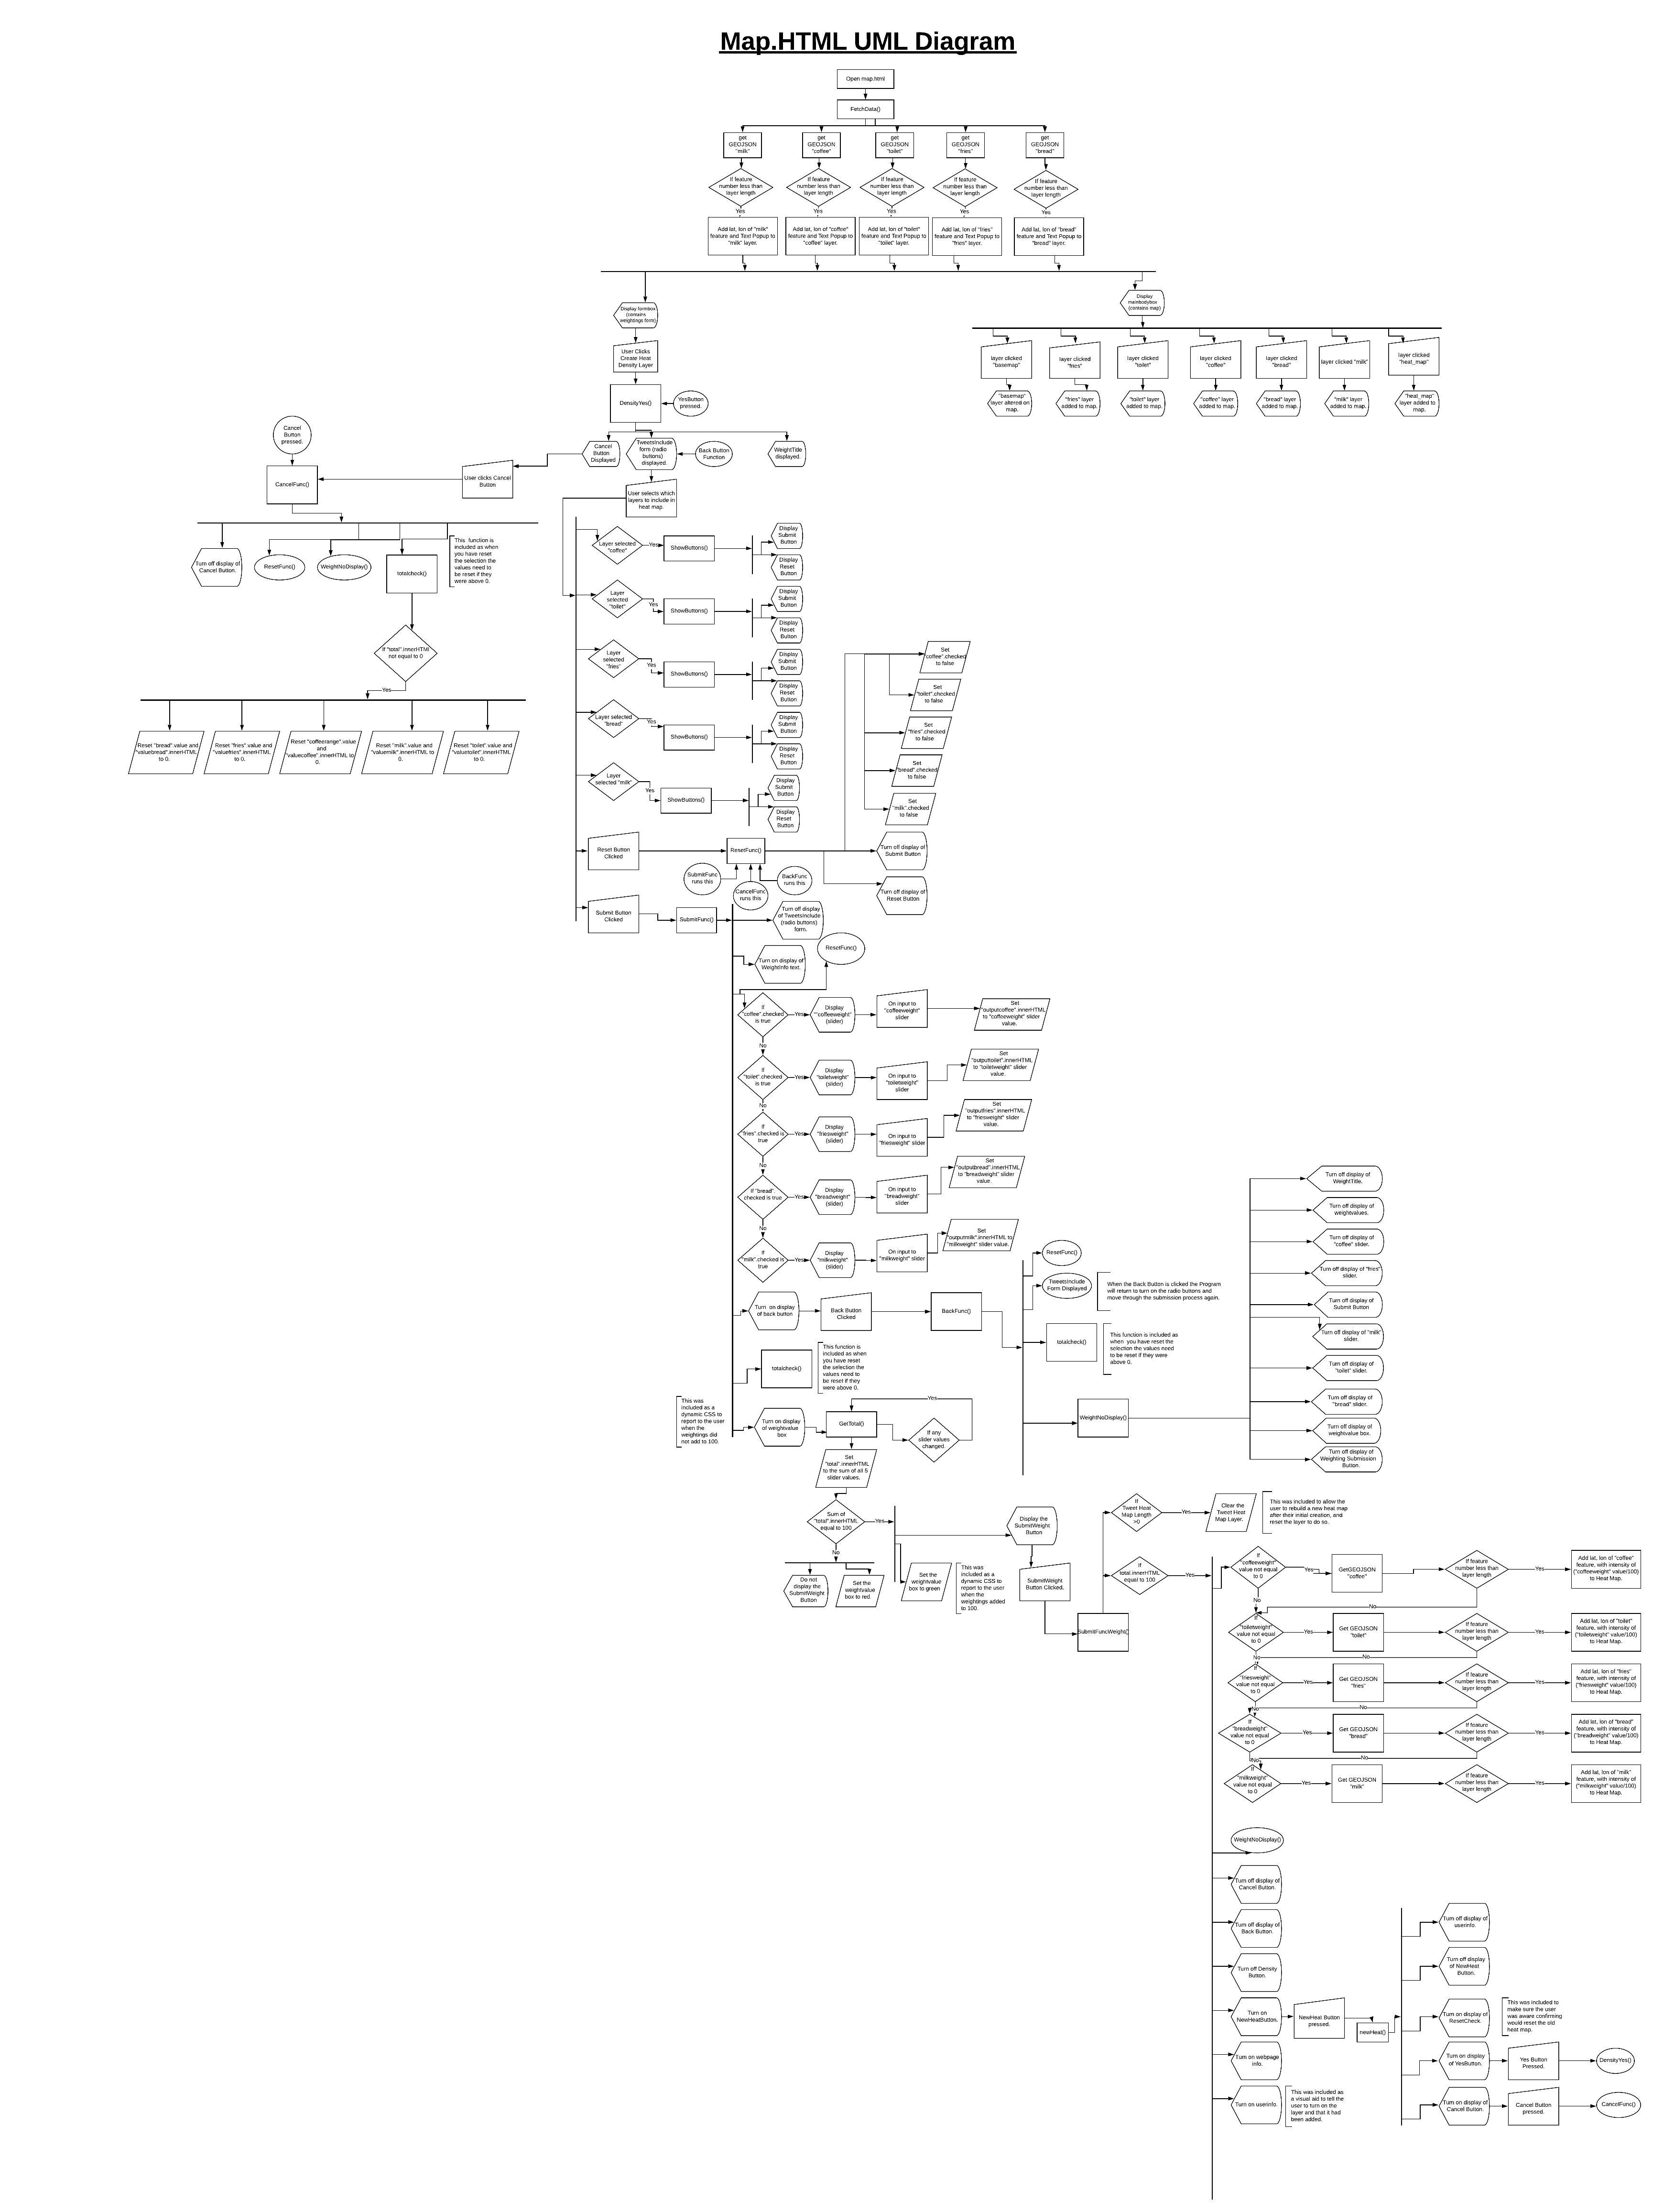 Map.HTML UML Diagram
Open map.html
FetchData()
get
GEOJSON
"milk"
get
GEOJSON
"coffee"
get
GEOJSON
"toilet"
get
GEOJSON
"fries"
get
GEOJSON
"bread"
If feature
number less than
layer length
If feature
number less than
layer length
If feature
number less than
layer length
If feature
number less than
layer length
If feature
number less than
layer length
Yes
Yes
Yes
Yes
Yes
Add lat, lon of "milk"
feature and Text Popup to
"milk" layer.
Add lat, lon of "coffee"
feature and Text Popup to
"coffee" layer.
Add lat, lon of "toilet"
feature and Text Popup to
"toilet" layer.
Add lat, lon of "fries"
feature and Text Popup to
"fries" layer.
Add lat, lon of "bread"
feature and Text Popup to
"bread" layer.
Display formbox
(contains
weightings form)
Display
mainbodybox
(contains map)
User Clicks
Create Heat
Density Layer
layer clicked
"basemap"
layer clicked
"fries"
layer clicked
"toilet"
layer clicked
"coffee"
layer clicked
"bread"
layer clicked "milk"
layer clicked
"heat_map"
"basemap"
layer altered on
map.
"fries" layer
added to map.
"toilet" layer
added to map.
"coffee" layer
added to map.
"bread" layer
added to map.
"milk" layer
added to map.
"heat_map"
layer added to
map.
DensityYes()
YesButton
pressed.
Cancel
Button
pressed.
CancelFunc()
User clicks Cancel
Button
Cancel
Button
Displayed
TweetsInclude
form (radio
buttons)
displayed.
Back Button
Function
WeightTitle
displayed.
User selects which
layers to include in
heat map.
Turn off display of
Cancel Button.
ResetFunc()
WeightNoDisplay()
totalcheck()
This function is
included as when
you have reset
the selection the
values need to
be reset if they
were above 0.
If "total".innerHTMl
not equal to 0
Yes
Reset "bread".value and
"valuebread".innerHTML
to 0.
Reset "fries".value and
"valuefries".innerHTML
to 0.
Reset "coffeerange".value
and
"valuecoffee".innerHTML to
0.
Reset "milk".value and
"valuemilk".innerHTML to
0.
Reset "toilet".value and
"valuetoilet".innerHTML
to 0.
Layer selected
"coffee"
Yes
ShowButtons()
Display
Submit
Button
Display
Reset
Button
Layer
selected
"toilet"
Yes
ShowButtons()
Display
Submit
Button
Display
Reset
Button
Layer
selected
"fries"
Yes
ShowButtons()
Display
Submit
Button
Display
Reset
Button
Layer selected
"bread"
Yes
ShowButtons()
Display
Submit
Button
Display
Reset
Button
Layer
selected "milk"
Yes
ShowButtons()
Display
Submit
Button
Display
Reset
Button
Set
"coffee".checked
to false
Set
"toilet".checked
to false
Set
"fries".checked
to false
Set
"bread".checked
to false
Set
"milk".checked
to false
Reset Button
Clicked
ResetFunc()
Turn off display of
Submit Button
Turn off display of
Reset Button
SubmitFunc
runs this
CancelFunc
runs this
BackFunc
runs this
Submit Button
Clicked
SubmitFunc()
Turn off display
of TweetsInclude
(radio buttons)
form.
ResetFunc()
Turn on display of
WeightInfo text.
If
"coffee".checked
is true
Yes
Display
""coffeeweight"
(slider)
On input to
"coffeeweight"
slider
Set
"outputcoffee".innerHTML
to "coffeeweight" slider
value.
No
If
"toilet".checked
is true
Yes
Display
"toiletweight"
(slider)
On input to
"toiletweight"
slider
Set
"outputtoilet".innerHTML
to "toiletweight" slider
value.
No
If
"fries".checked is
true
Yes
Display
"friesweight"
(slider)
On input to
"friesweight" slider
Set
"outputfries".innerHTML
to "friesweight" slider
value.
No
If "bread".
checked is true
Yes
Display
"breadweight"
(slider)
On input to
"breadweight"
slider
Set
"outputbread".innerHTML
to "breadweight" slider
value.
No
If
"milk".checked is
true
Yes
Display
"milkweight"
(slider)
On input to
"milkweight" slider
Set
"outputmilk".innerHTML to
"milkweight" slider value.
Turn on display
of back button
Back Button
Clicked
BackFunc()
ResetFunc()
TweetsInclude
Form Displayed
When the Back Button is clicked the Program
will return to turn on the radio buttons and
move through the submission process again.
totalcheck()
This function is included as
when you have reset the
selection the values need
to be reset if they were
above 0.
WeightNoDisplay()
Turn off display of
WeightTitle.
Turn off display of
weightvalues.
Turn off display of
"coffee" slider.
Turn off display of "fries"
slider.
Turn off display of
Submit Button
Turn off display of "milk"
slider.
Turn off display of
"toilet" slider.
Turn off display of
"bread" slider.
Turn off display of
weightvalue box.
Turn off display of
Weighting Submission
Button.
totalcheck()
This function is
included as when
you have reset
the selection the
values need to
be reset if they
were above 0.
This was
included as a
dynamic CSS to
report to the user
when the
weightings did
not add to 100.
Turn on display
of weightvalue
box
GetTotal()
Yes
If any
slider values
changed.
Set
"total".innerHTML
to the sum of all 5
slider values.
Sum of
"total".innerHTML
equal to 100
Yes
No
Do not
display the
SubmitWeight
Button
Set the
weightvalue
box to red.
Set the
weightvalue
box to green
This was
included as a
dynamic CSS to
report to the user
when the
weightings added
to 100.
Display the
SubmitWeight
Button
SubmitWeight
Button Clicked.
SubmitFuncWeight()
If
Tweet Heat
Map Length
>0
Yes
Clear the
Tweet Heat
Map Layer.
This was included to allow the
user to rebuild a new heat map
after their initial creation, and
reset the layer to do so.
If
total.innerHTML
equal to 100
Yes
If
"coffeeweight"
value not equal
to 0
Yes
GetGEOJSON
"coffee"
If feature
number less than
layer length
Yes
Add lat, lon of "coffee"
feature, with intensity of
("coffeeweight" value/100)
to Heat Map.
No
No
If
"toiletweight"
value not equal
to 0
Yes
Get GEOJSON
"toilet"
If feature
number less than
layer length
Yes
Add lat, lon of "toilet"
feature, with intensity of
("toiletweight" value/100)
to Heat Map.
No
No
If
"friesweight"
value not equal
to 0
Yes
Get GEOJSON
"fries"
If feature
number less than
layer length
Yes
Add lat, lon of "fries"
feature, with intensity of
("friesweight" value/100)
to Heat Map.
No
No
If
"breadweight"
value not equal
to 0
Yes
Get GEOJSON
"bread"
If feature
number less than
layer length
Yes
Add lat, lon of "bread"
feature, with intensity of
("breadweight" value/100)
to Heat Map.
No
No
If
"milkweight"
value not equal
to 0
Yes
Get GEOJSON
"milk"
If feature
number less than
layer length
Yes
Add lat, lon of "milk"
feature, with intensity of
("milkweight" value/100)
to Heat Map.
WeightNoDisplay()
Turn off display of
Cancel Button.
Turn off display of
Back Button.
Turn off Density
Button.
Turn on
NewHeatButton.
NewHeat Button
pressed.
newHeat()
Turn on webpage
info.
Turn on userinfo.
This was included as
a visual aid to tell the
user to turn on the
layer and that it had
been added.
Turn off display of
userinfo.
Turn off display
of NewHeat
Button.
Turn on display of
ResetCheck.
This was included to
make sure the user
was aware confirming
would reset the old
heat map.
Turn on display
of YesButton.
Yes Button
Pressed.
DensityYes()
Turn on display of
Cancel Button.
Cancel Button
pressed.
CancelFunc()